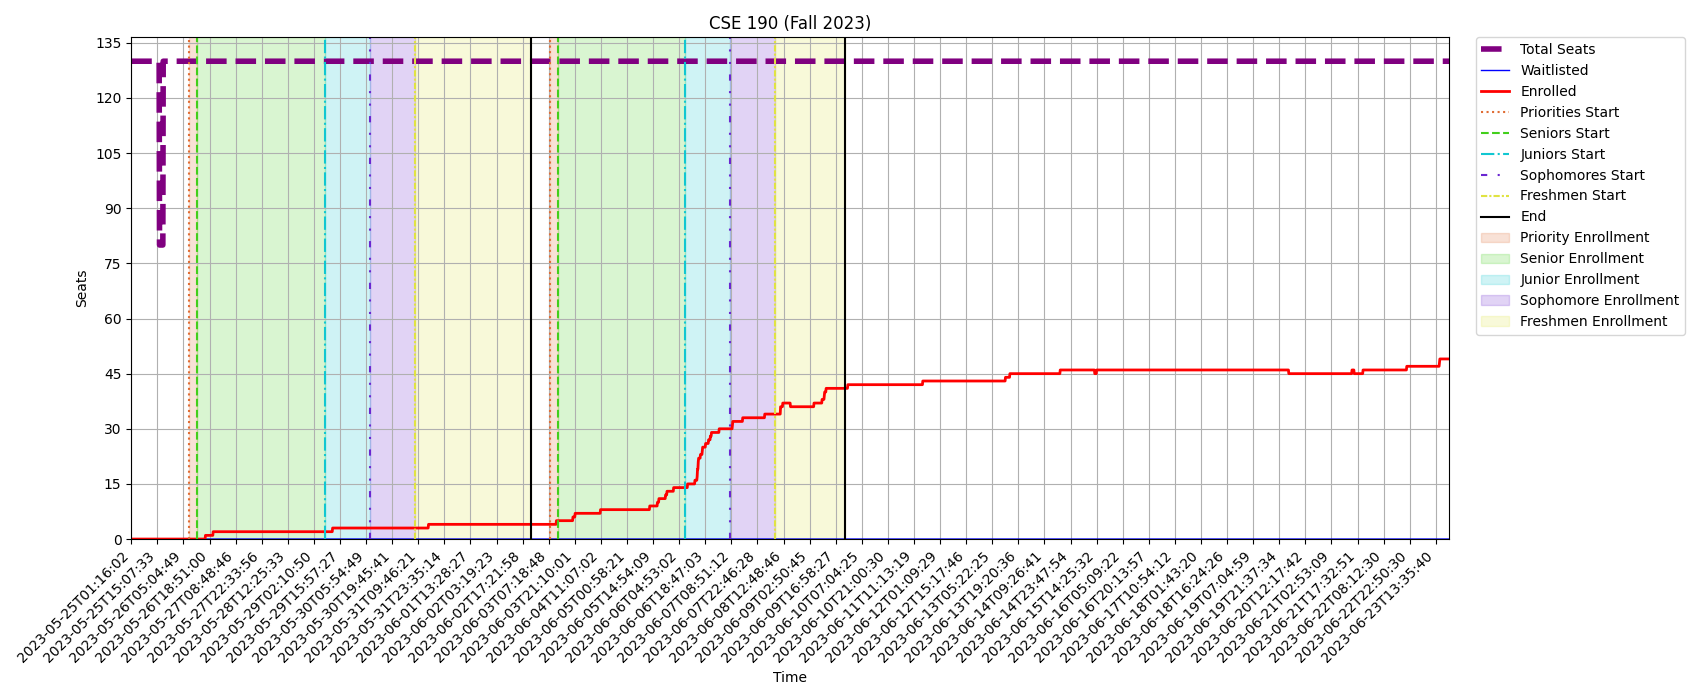 CSE 190 (Fall 2023)
135
120
105
90
75
60
45
30
15
0
Seats
2023-05-25T01:16:02
2023-05-25T15:07:33
2023-05-26T05:04:49
2023-05-26T18:51:00
2023-05-27T08:48:46
2023-05-27T22:33:56
2023-05-28T12:25:33
2023-05-29T02:10:50
2023-05-29T15:57:27
2023-05-30T05:54:49
2023-05-30T19:45:41
2023-05-31T09:46:21
2023-05-31T23:35:14
2023-06-01T13:28:27
2023-06-02T03:19:23
2023-06-02T17:21:58
2023-06-03T07:18:48
2023-06-03T21:10:01
2023-06-04T11:07:02
2023-06-05T00:58:21
2023-06-05T14:54:09
2023-06-06T04:53:02
2023-06-06T18:47:03
2023-06-07T08:51:12
2023-06-07T22:46:28
2023-06-08T12:48:46
2023-06-09T02:50:45
2023-06-09T16:58:27
2023-06-10T07:04:25
2023-06-10T21:00:30
2023-06-11T11:13:19
2023-06-12T01:09:29
2023-06-12T15:17:46
2023-06-13T05:22:25
2023-06-13T19:20:36
2023-06-14T09:26:41
2023-06-14T23:47:54
2023-06-15T14:25:32
2023-06-16T05:09:22
2023-06-16T20:13:57
2023-06-17T10:54:12
2023-06-18T01:43:20
2023-06-18T16:24:26
2023-06-19T07:04:59
2023-06-19T21:37:34
2023-06-20T12:17:42
2023-06-21T02:53:09
2023-06-21T17:32:51
2023-06-22T08:12:30
2023-06-22T22:50:30
2023-06-23T13:35:40
Time
Total Seats
Waitlisted
Enrolled
Priorities Start
Seniors Start
Juniors Start
Sophomores Start
Freshmen Start
End
Priority Enrollment
Senior Enrollment
Junior Enrollment
Sophomore Enrollment
Freshmen Enrollment